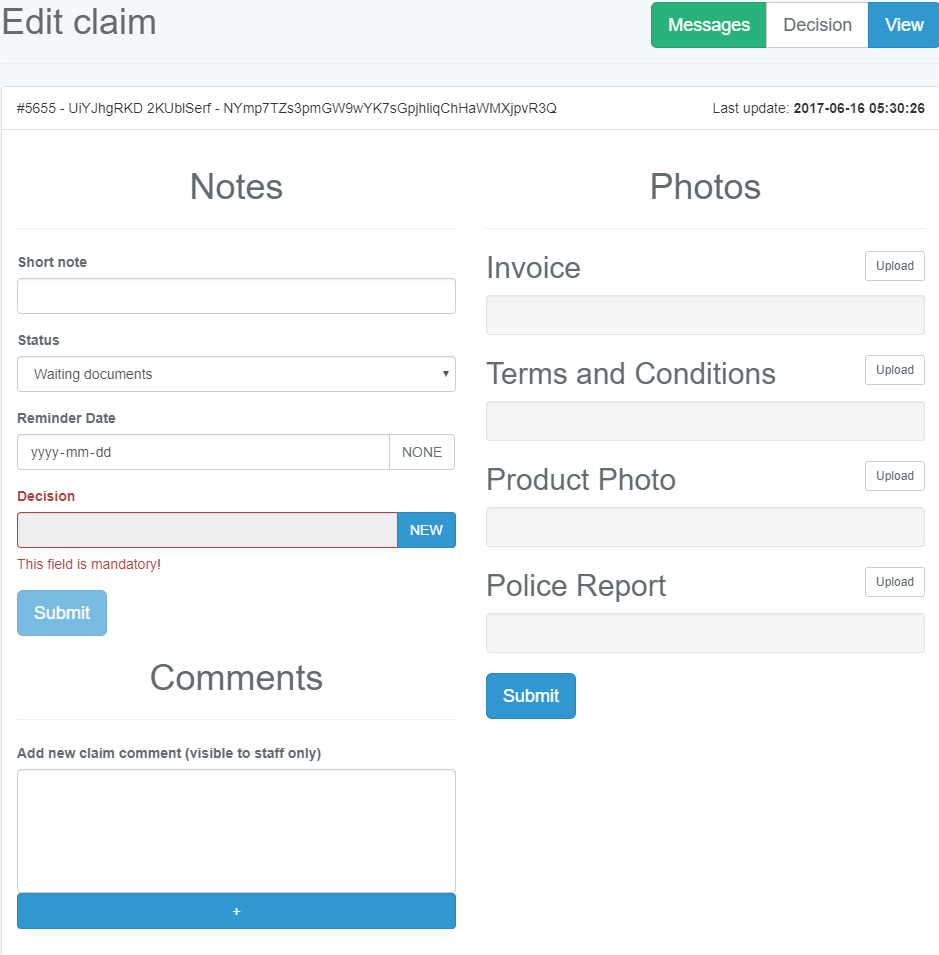 Edit claim
Messages Decision View
#5655 - UiYJhgRKD 2KUbISerf - NYmp7TZs3pmGW9wYK7sGpjhliqChHaWMXjpvR3Q
Last update: 2017-06-16 05:30:26
Notes
Short note
Status
Waiting documents
Reminder Date
yyyy-mm-dd NONE
Decision
NEW
This field is mandatory!
Submit
Comments
Add new claim comment (visible to staff only)
+
Photos
Invoice Upload
Terms and Conditions Upload
Product Photo Upload
Police Report Upload
Submit